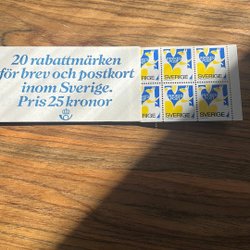 20 rabattmärken
för brev och postkort
inom Sverige.
Pris 25 kronor
SVERIGE SVERIGE SVERIGE
SVERIGE SVERIGE SVERIGE